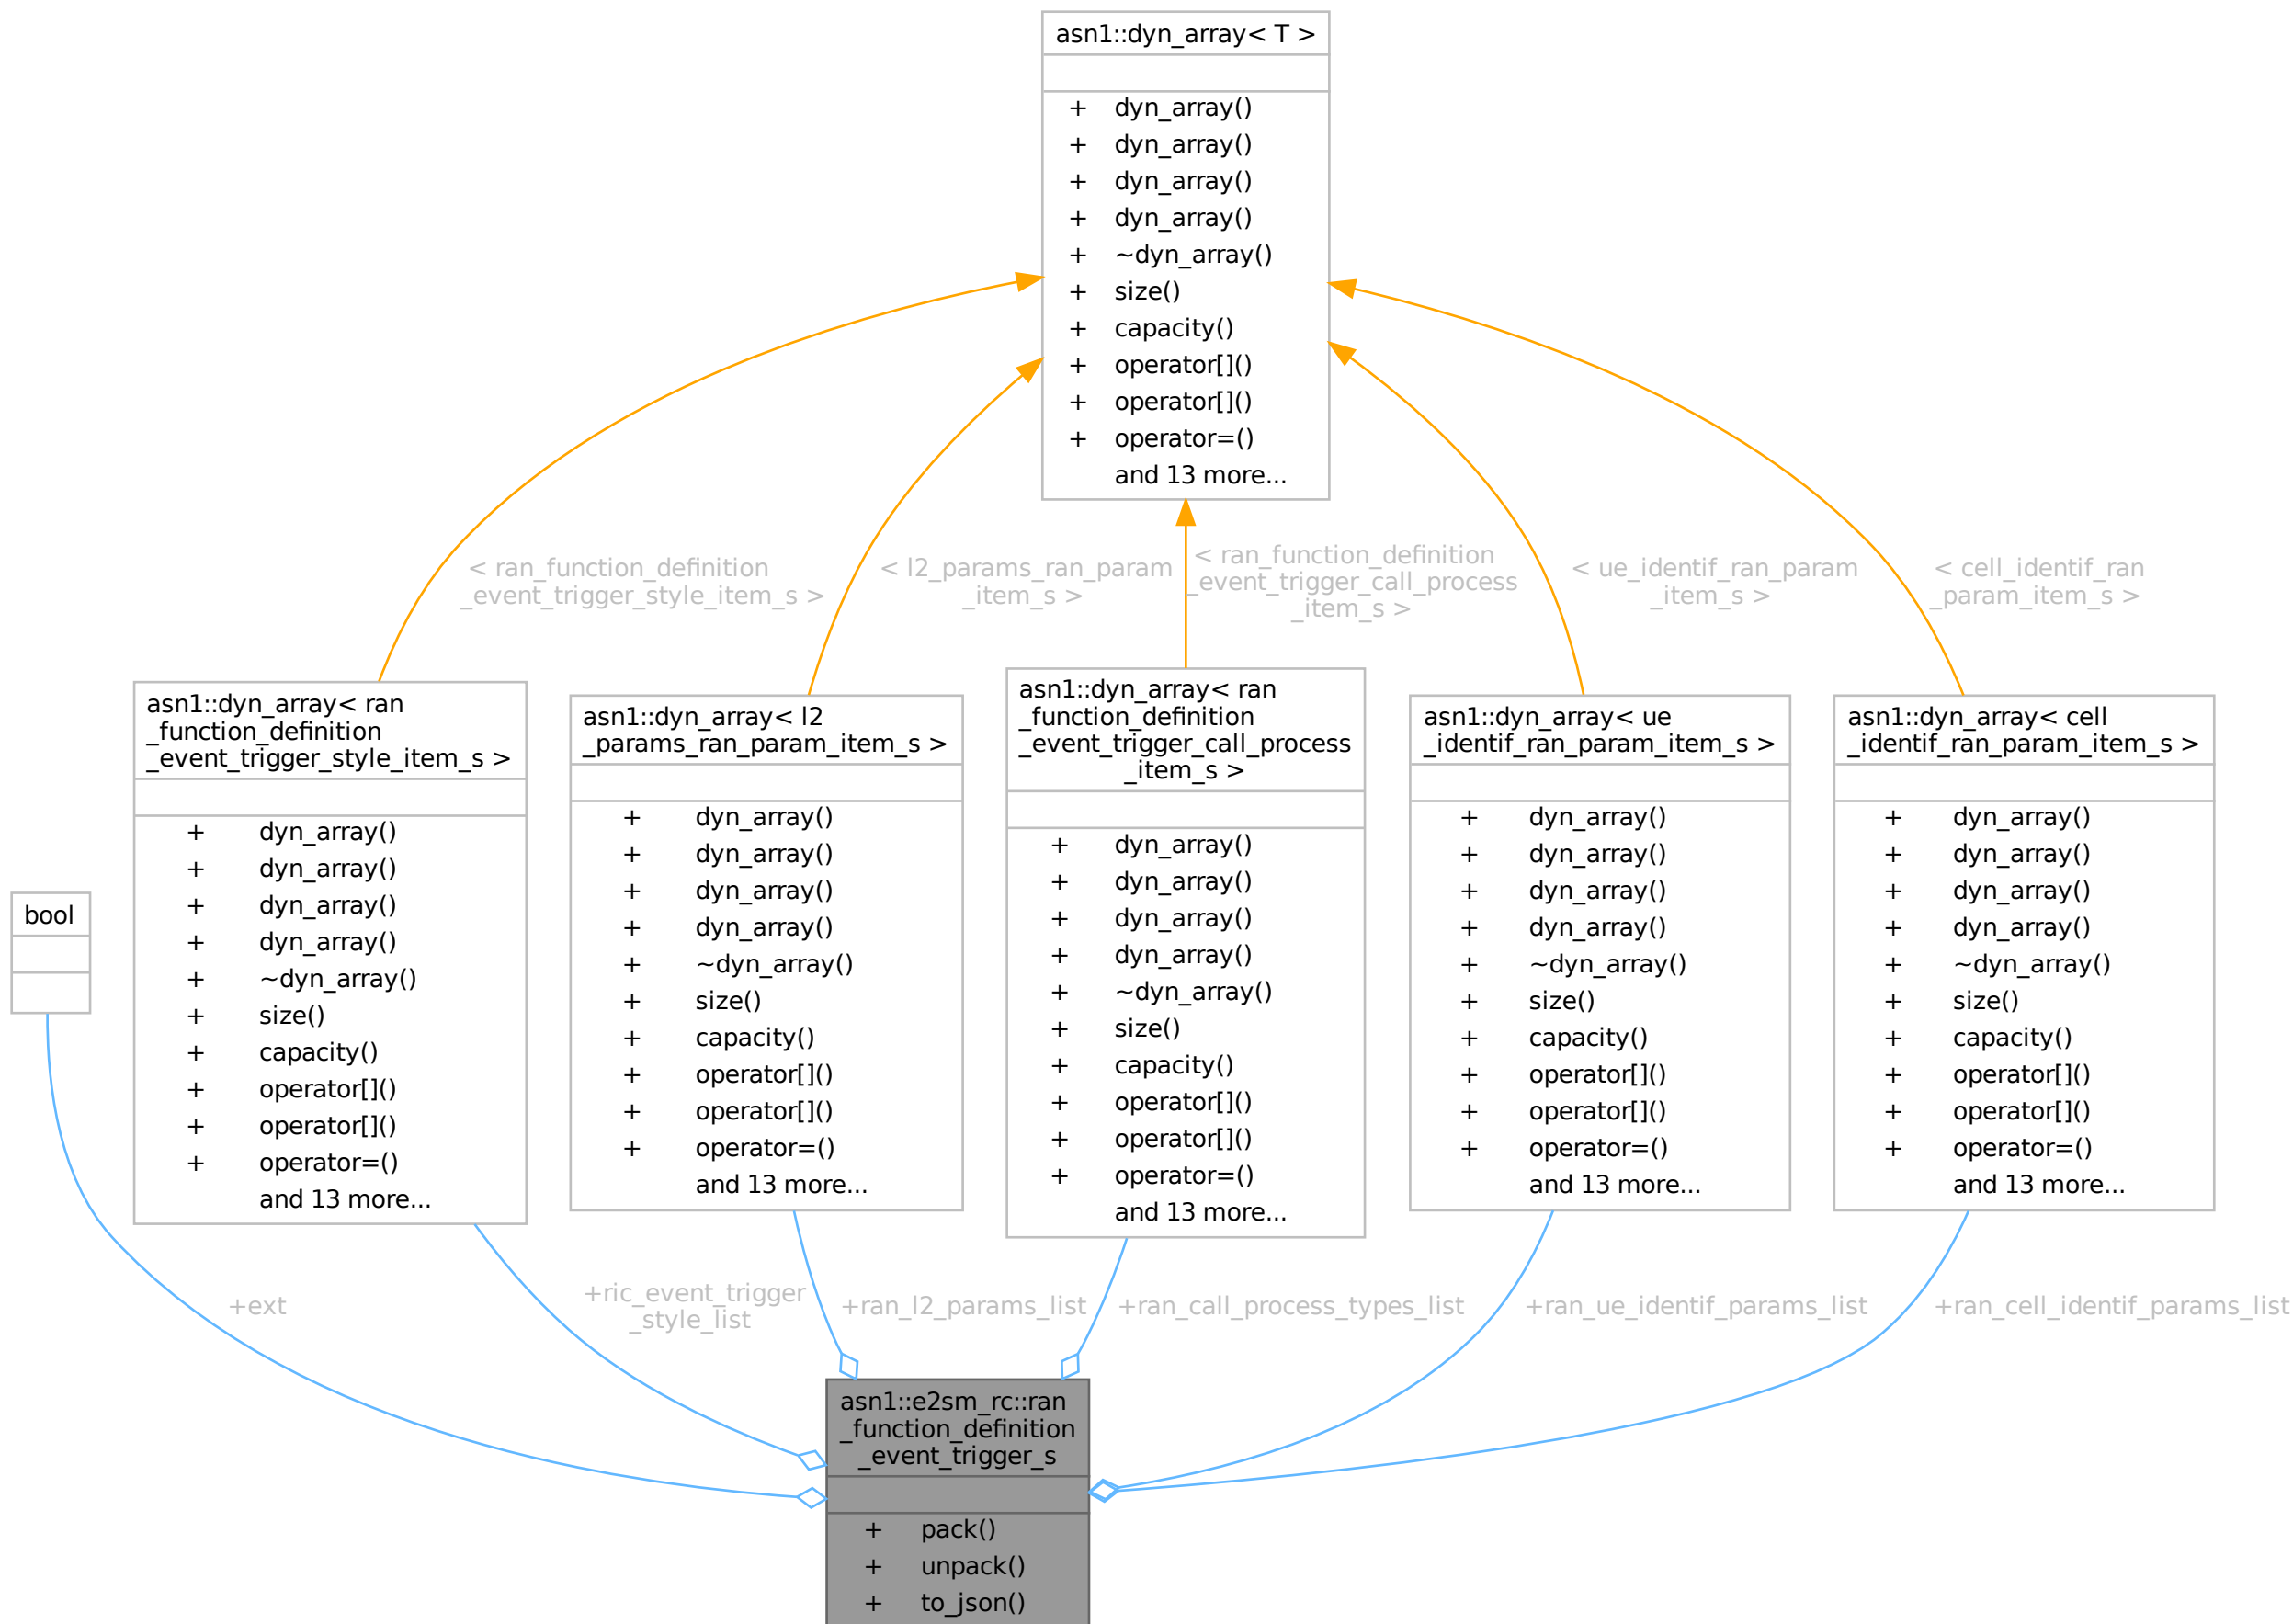 asn1::dyn_array< T >
+ dyn_array()
+ dyn_array()
+ dyn_array()
+ dyn_array()
+ ~dyn_array()
+ size()
+ capacity()
+ operator[]()
+ operator[]()
+ operator=()
and 13 more...
< ran_function_definition
_event_trigger_style_item_s >
< l2_params_ran_param
_item_s >
< ran_function_definition
_event_trigger_call_process
_item_s >
< ue_identif_ran_param
_item_s >
< cell_identif_ran
_param_item_s >
bool
asn1::dyn_array< ran
_function_definition
_event_trigger_style_item_s >
+ dyn_array()
+ dyn_array()
+ dyn_array()
+ dyn_array()
+ ~dyn_array()
+ size()
+ capacity()
+ operator[]()
+ operator[]()
+ operator=()
and 13 more...
asn1::dyn_array< l2
_params_ran_param_item_s >
+ dyn_array()
+ dyn_array()
+ dyn_array()
+ dyn_array()
+ ~dyn_array()
+ size()
+ capacity()
+ operator[]()
+ operator[]()
+ operator=()
and 13 more...
asn1::dyn_array< ran
_function_definition
_event_trigger_call_process
_item_s >
+ dyn_array()
+ dyn_array()
+ dyn_array()
+ dyn_array()
+ ~dyn_array()
+ size()
+ capacity()
+ operator[]()
+ operator[]()
+ operator=()
and 13 more...
asn1::dyn_array< ue
_identif_ran_param_item_s >
+ dyn_array()
+ dyn_array()
+ dyn_array()
+ dyn_array()
+ ~dyn_array()
+ size()
+ capacity()
+ operator[]()
+ operator[]()
+ operator=()
and 13 more...
asn1::dyn_array< cell
_identif_ran_param_item_s >
+ dyn_array()
+ dyn_array()
+ dyn_array()
+ dyn_array()
+ ~dyn_array()
+ size()
+ capacity()
+ operator[]()
+ operator[]()
+ operator=()
and 13 more...
+ext
+ric_event_trigger
_style_list
+ran_l2_params_list
+ran_call_process_types_list
+ran_ue_identif_params_list
+ran_cell_identif_params_list
asn1::e2sm_rc::ran
_function_definition
_event_trigger_s
+ pack()
+ unpack()
+ to_json()